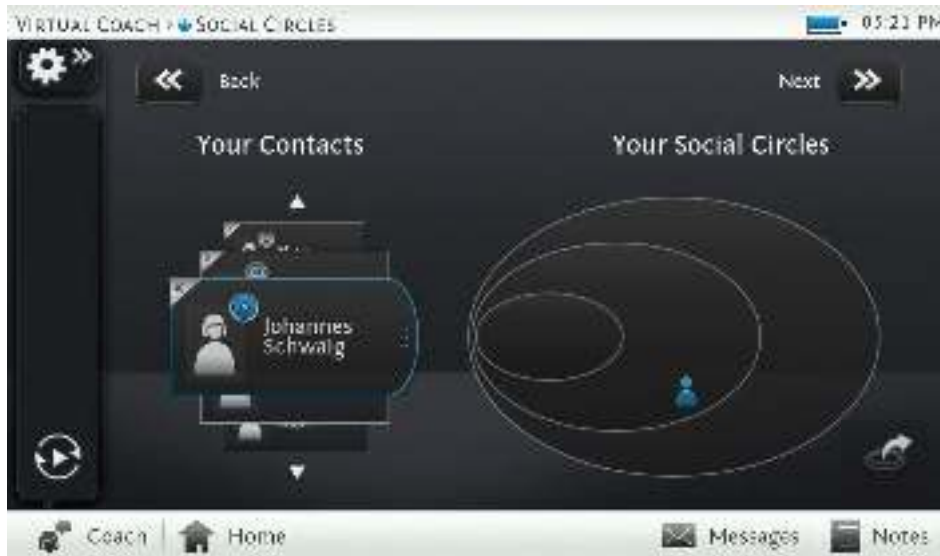 VIRTUAL COACH › SOCIAL CIRCLES
05:21 PM
Back
Next
Your Contacts
Your Social Circles
Johannes
Schwaig
Coach
Home
Messages
Notes